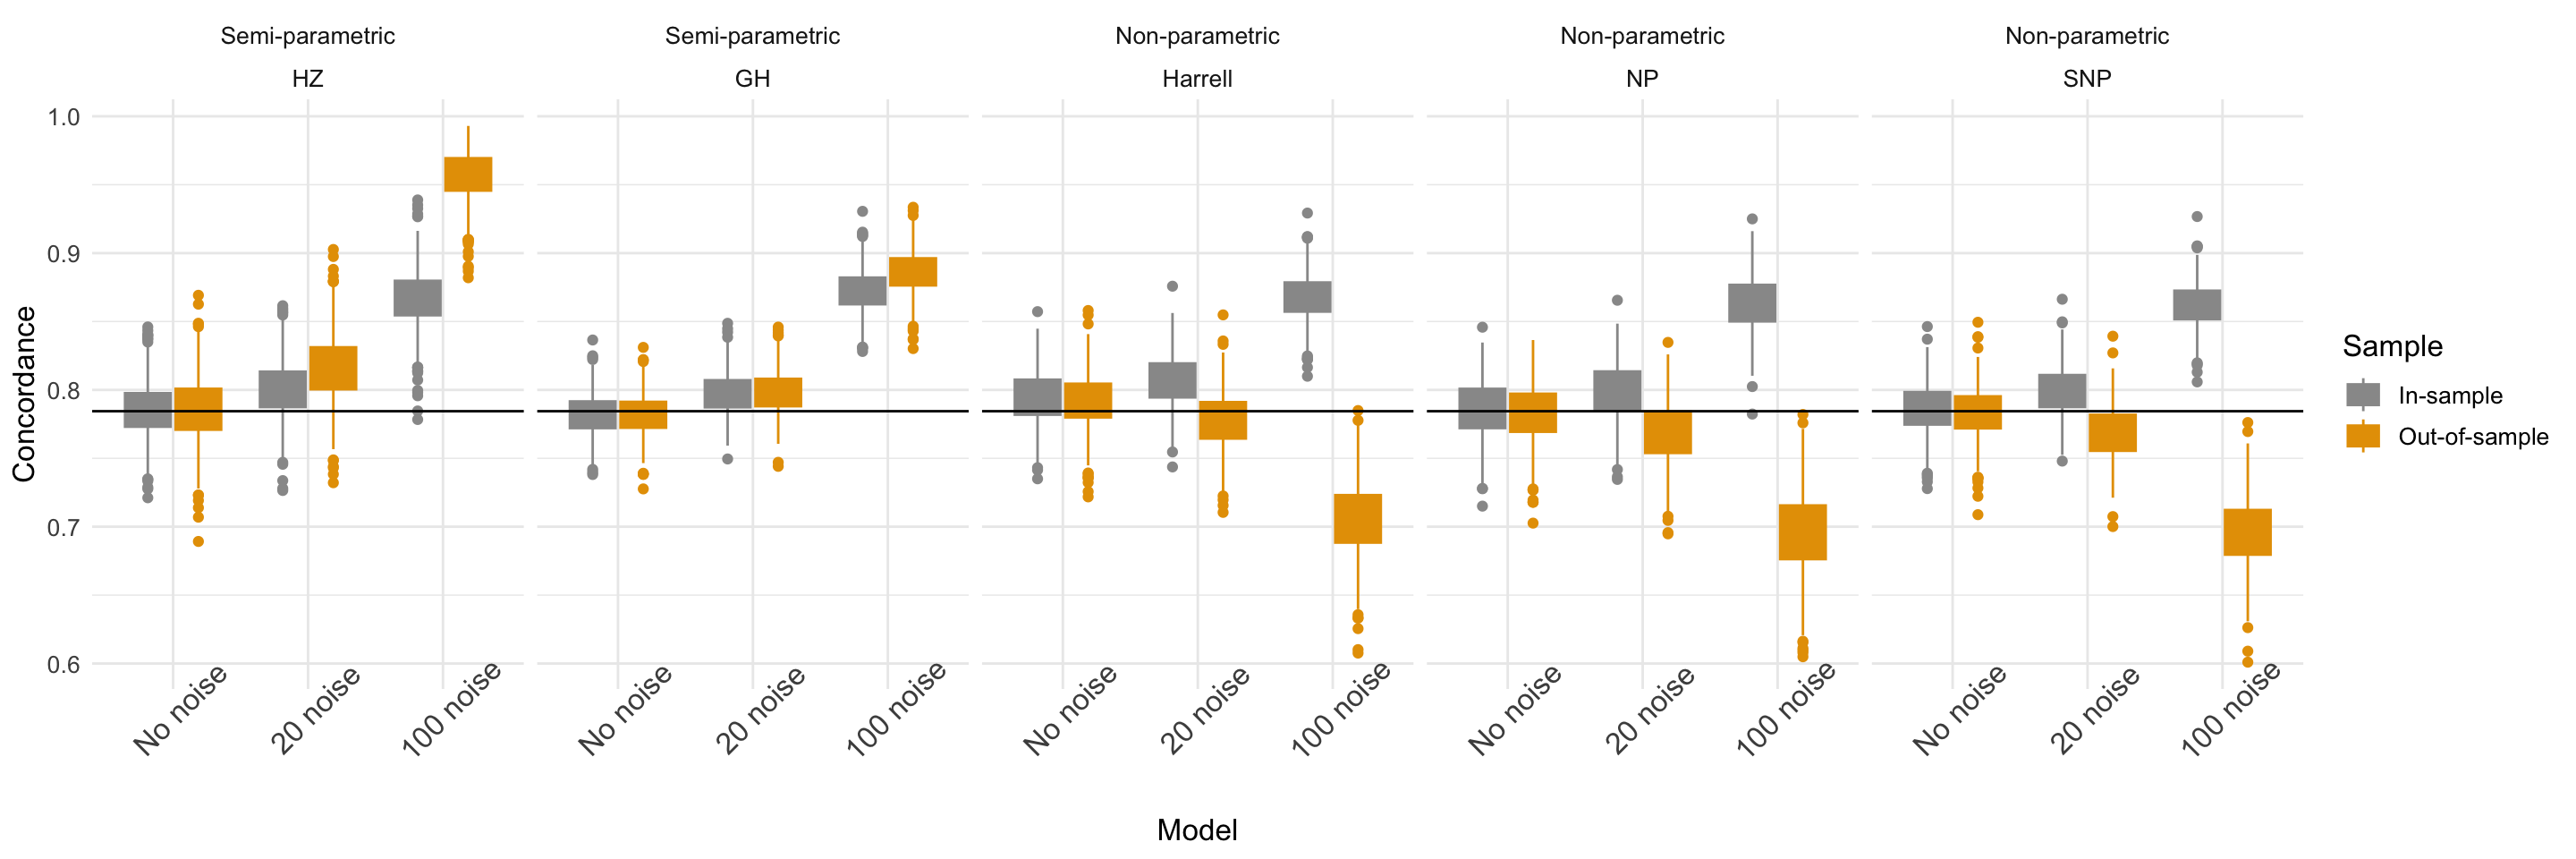 Semi-parametric Semi-parametric Non-parametric Non-parametric Non-parametric
HZ GH Harrell NP SNP
1.0
0.9
0.8
0.7
0.6
Concordance
No noise 20 noise 100 noise No noise 20 noise 100 noise No noise 20 noise 100 noise No noise 20 noise 100 noise No noise 20 noise 100 noise
Model
Sample
In-sample
Out-of-sample